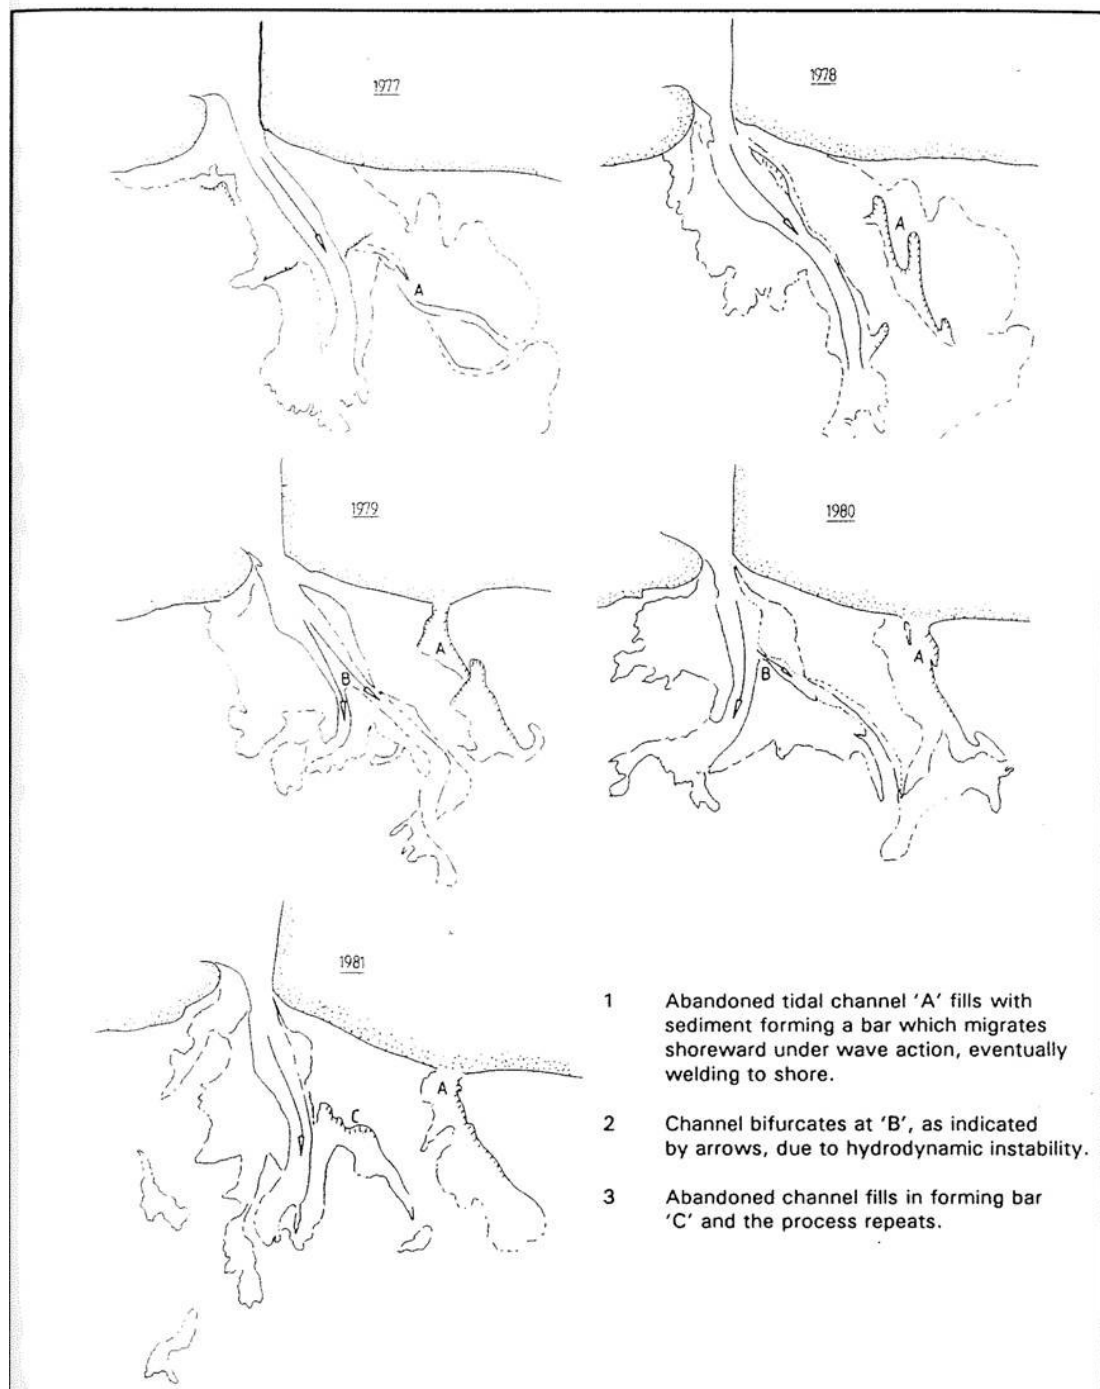 1977
1978
A
A
1979
1980
A
B
A
B
1981
A
C
1 Abandoned tidal channel 'A' fills with
sediment forming a bar which migrates
shoreward under wave action, eventually
welding to shore.
2 Channel bifurcates at 'B', as indicated
by arrows, due to hydrodynamic instability.
3 Abandoned channel fills in forming bar
'C' and the process repeats.